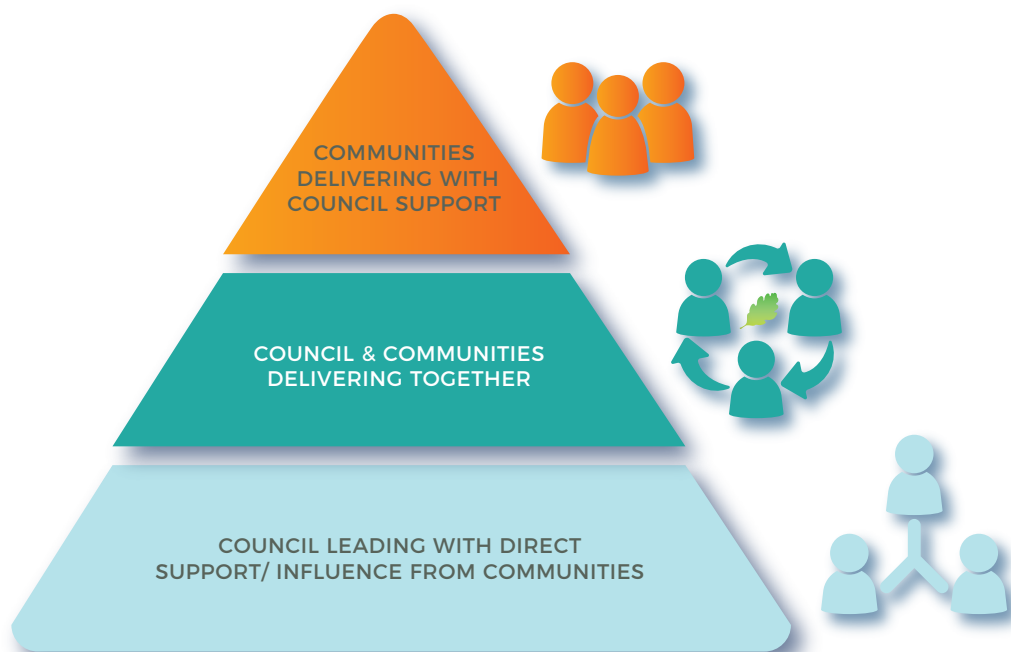 COMMUNITIES
DELIVERING WITH
COUNCIL SUPPORT
COUNCIL & COMMUNITIES
DELIVERING TOGETHER
COUNCIL LEADING WITH DIRECT
SUPPORT/ INFLUENCE FROM COMMUNITIES